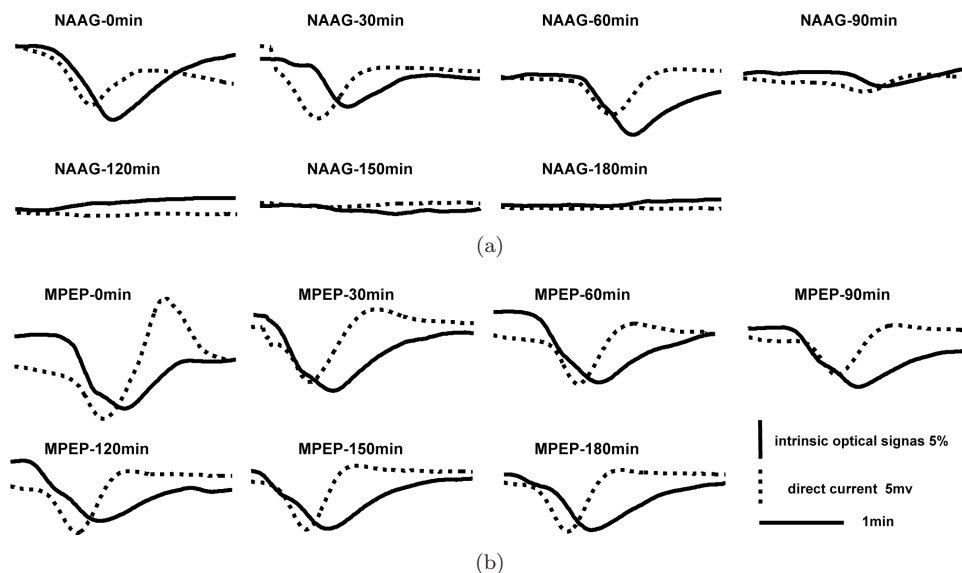 NAAG-0min NAAG-30min NAAG-60min NAAG-90min
NAAG-120min NAAG-150min NAAG-180min
(a)
MPEP-0min MPEP-30min MPEP-60min MPEP-90min
MPEP-120min MPEP-150min MPEP-180min
intrinsic optical signas 5%
direct current 5mv
1min
(b)